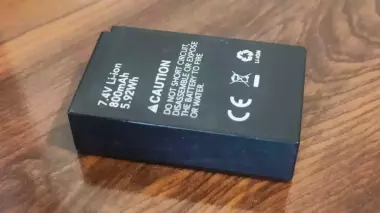 7.4V Li-ion
800mAh
5.92Wh
CAUTION
DO NOT SHORT CIRCUIT,
DISASSEMBLE OR EXPOSE
THE BATTERY TO FIRE
OR WATER.
Li-ION
CE